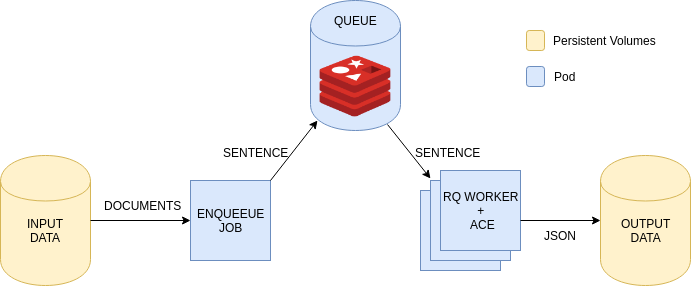 QUEUE
Persistent Volumes
Pod
SENTENCE
SENTENCE
INPUT
DATA
DOCUMENTS
ENQUEEUE
JOB
RQ WORKER
+
ACE
JSON
OUTPUT
DATA